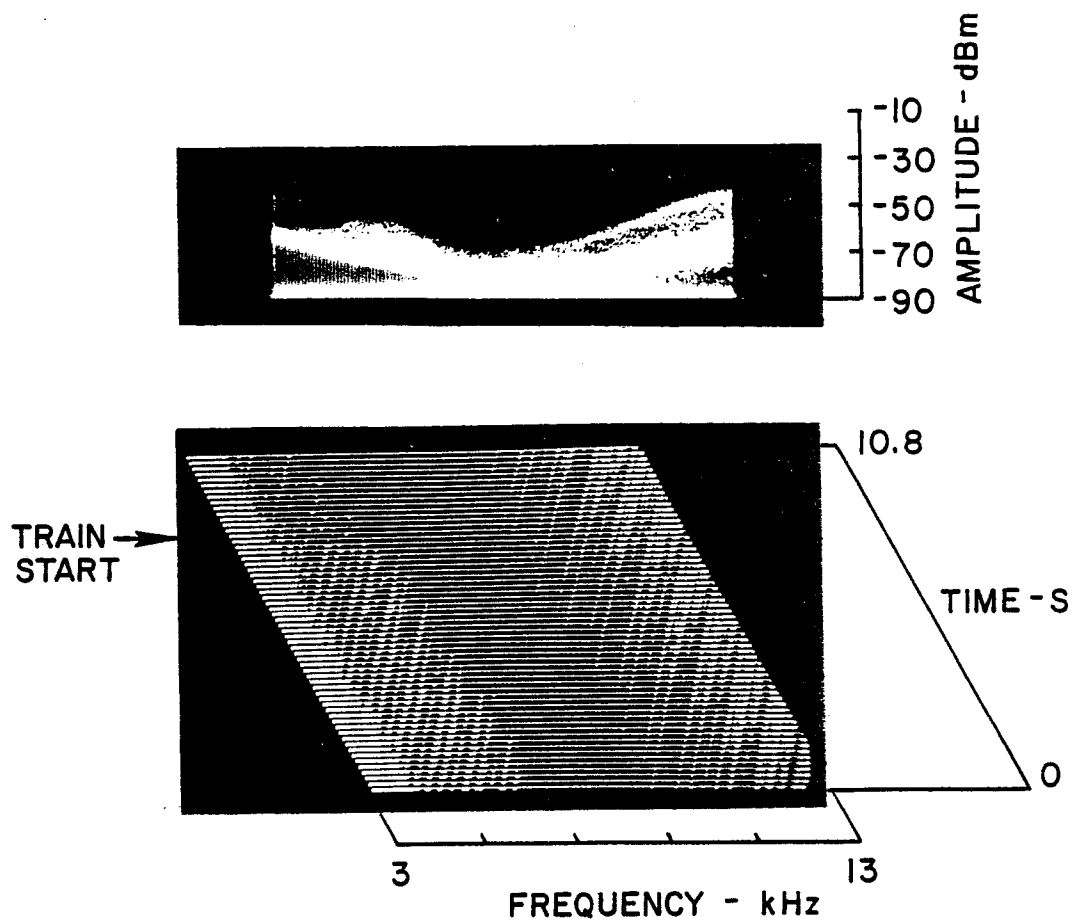 AMPLITUDE - dBm
-10
-30
-50
-70
-90
10.8
TRAIN
START
TIME - S
0
3
13
FREQUENCY - kHz